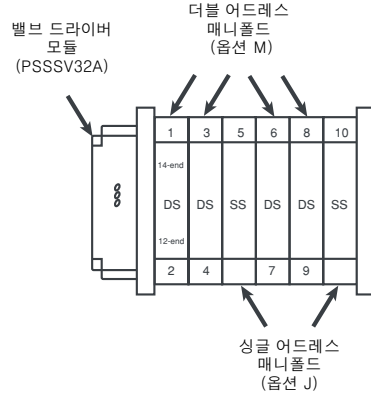 밸브 드라이버
모듈
(PSSSV32A)
더블 어드레스
매니폴드
(옵션 M)
1 3 5 6 8 10
14-end
DS DS SS DS DS SS
12-end
2 4 7 9
싱글 어드레스
매니폴드
(옵션 J)